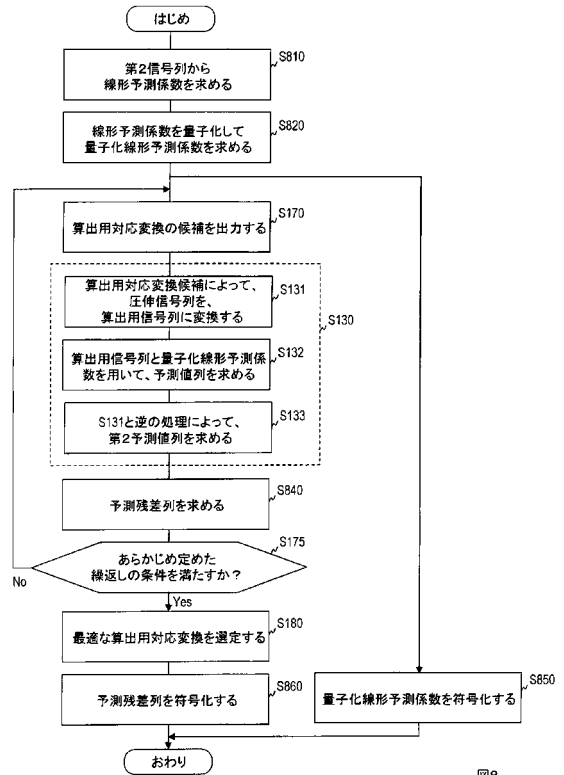 はじめ
S810
第2信号列から
線形予測係数を求める
S820
線形予測係数を量子化して
量子化線形予測係数を求める
S170
算出用対応変換の候補を出力する
S131
算出用対応変換候補によって、
圧伸信号列を、
算出用信号列に変換する
S130
S132
算出用信号列と量子化線形予測係
数を用いて、予測値列を求める
S133
S131と逆の処理によって、
第2予測値列を求める
S840
予測残差列を求める
S175
あらかじめ定めた
繰返しの条件を満たすか？
No
Yes
S180
最適な算出用対応変換を選定する
S860
予測残差列を符号化する
S850
量子化線形予測係数を符号化する
おわり